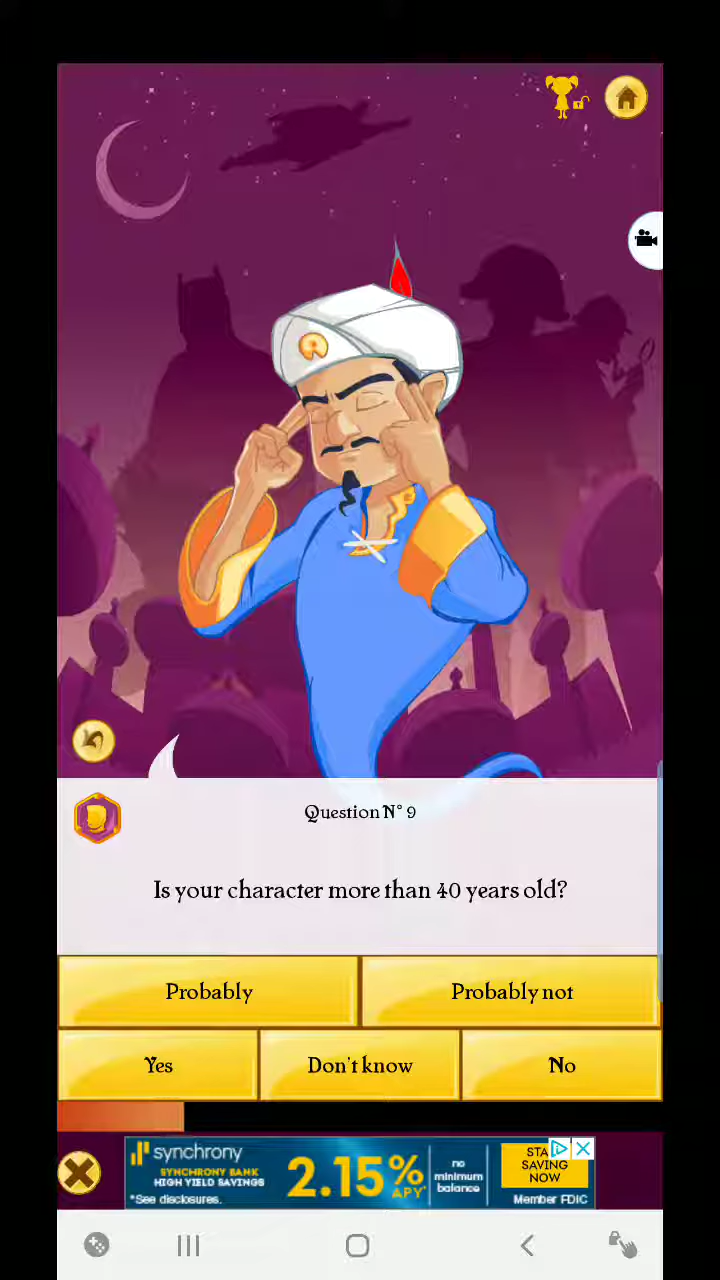 Question N° 9
Is your character more than 40 years old?
Probably
Probably not
Yes
Don't know
No
synchrony
SYNCHRONY BANK
HIGH YIELD SAVINGS
*See disclosures.
2.15% APY*
no
minimum
balance
STA
SAVING
NOW
Member FDIC